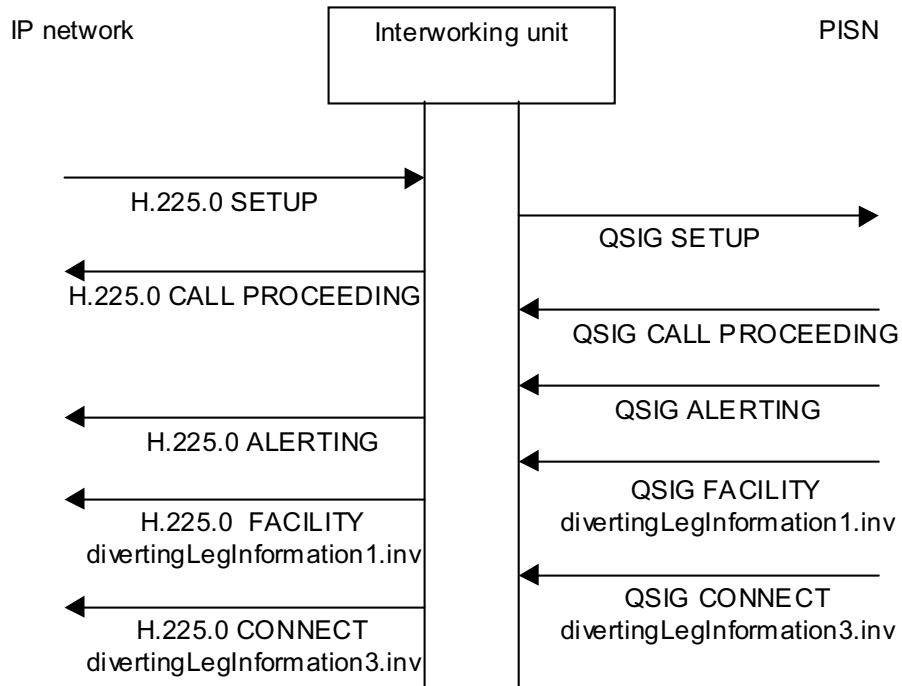 IP network
Interworking unit
PISN
H.225.0 SETUP
QSIG SETUP
H.225.0 CALL PROCEEDING
QSIG CALL PROCEEDING
QSIG ALERTING
H.225.0 ALERTING
QSIG FACILITY
divertingLegInformation1.inv
H.225.0 FACILITY
divertingLegInformation1.inv
QSIG CONNECT
divertingLegInformation3.inv
H.225.0 CONNECT
divertingLegInformation3.inv